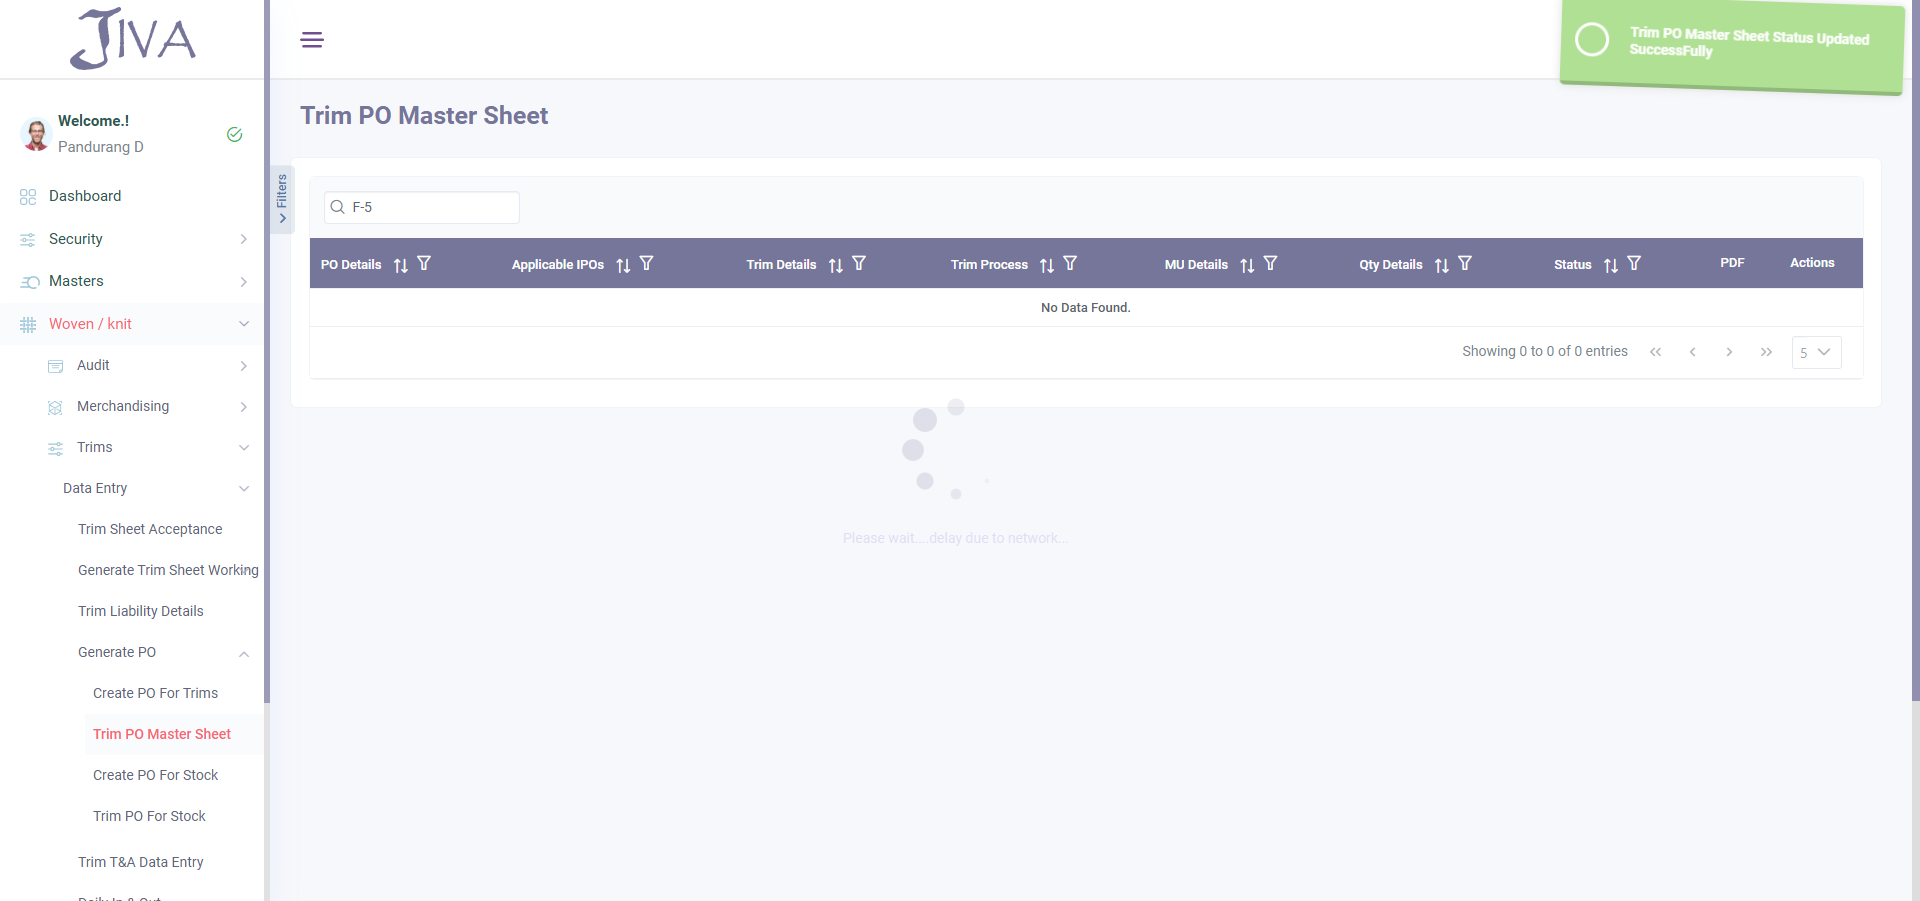 JIVA
Trim PO Master Sheet Status Updated
SuccessFully
Welcome.!
Pandurang D
Dashboard
Security
Masters
Woven / knit
Audit
Merchandising
Trims
Data Entry
Trim Sheet Acceptance
Generate Trim Sheet Working
Trim Liability Details
Generate PO
Create PO For Trims
Trim PO Master Sheet
Create PO For Stock
Trim PO For Stock
Trim T&A Data Entry
Trim PO Master Sheet
Filters
F-5
PO Details Applicable IPOs Trim Details Trim Process MU Details Qty Details Status PDF Actions
No Data Found.
Showing 0 to 0 of 0 entries 5
Please wait....delay due to network...